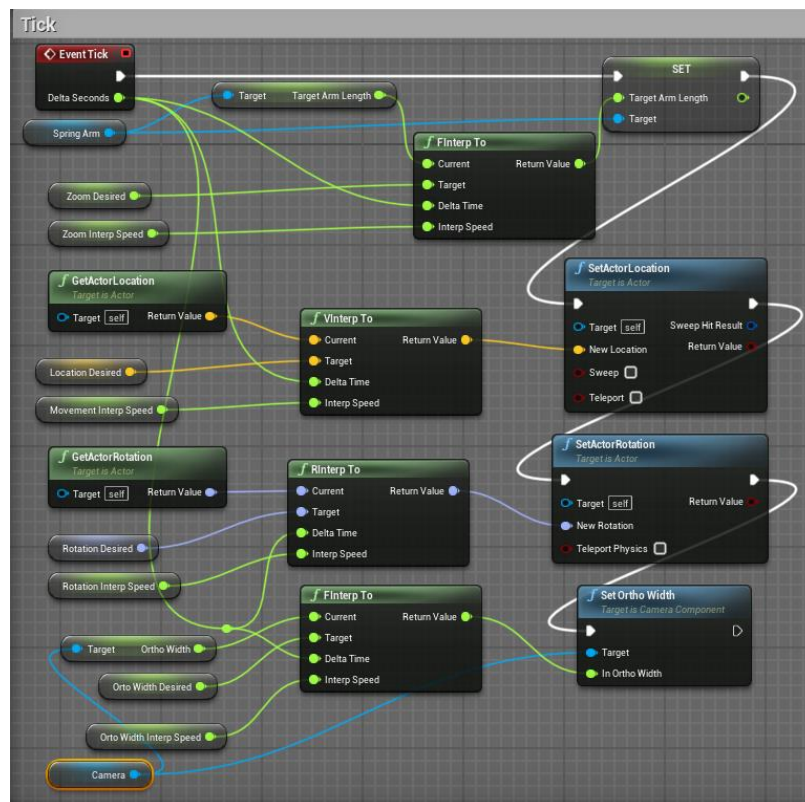 Tick
Event Tick
Delta Seconds
Spring Arm
Target Target Arm Length
SET
Target Arm Length
Target
FInterp To
Current Return Value
Target
Delta Time
Interp Speed
Zoom Desired
Zoom Interp Speed
GetActorLocation
Target is Actor
Target self Return Value
Location Desired
Movement Interp Speed
VInterp To
Current Return Value
Target
Delta Time
Interp Speed
SetActorLocation
Target is Actor
Target self Sweep Hit Result
New Location Return Value
Sweep
Teleport
GetActorRotation
Target is Actor
Target self Return Value
Rotation Desired
Rotation Interp Speed
RInterp To
Current Return Value
Target
Delta Time
Interp Speed
SetActorRotation
Target is Actor
Target self Return Value
New Rotation
Teleport Physics
FInterp To
Current Return Value
Target
Delta Time
Interp Speed
Target Ortho Width
Orto Width Desired
Orto Width Interp Speed
Camera
Set Ortho Width
Target is Camera Component
Target
In Ortho Width